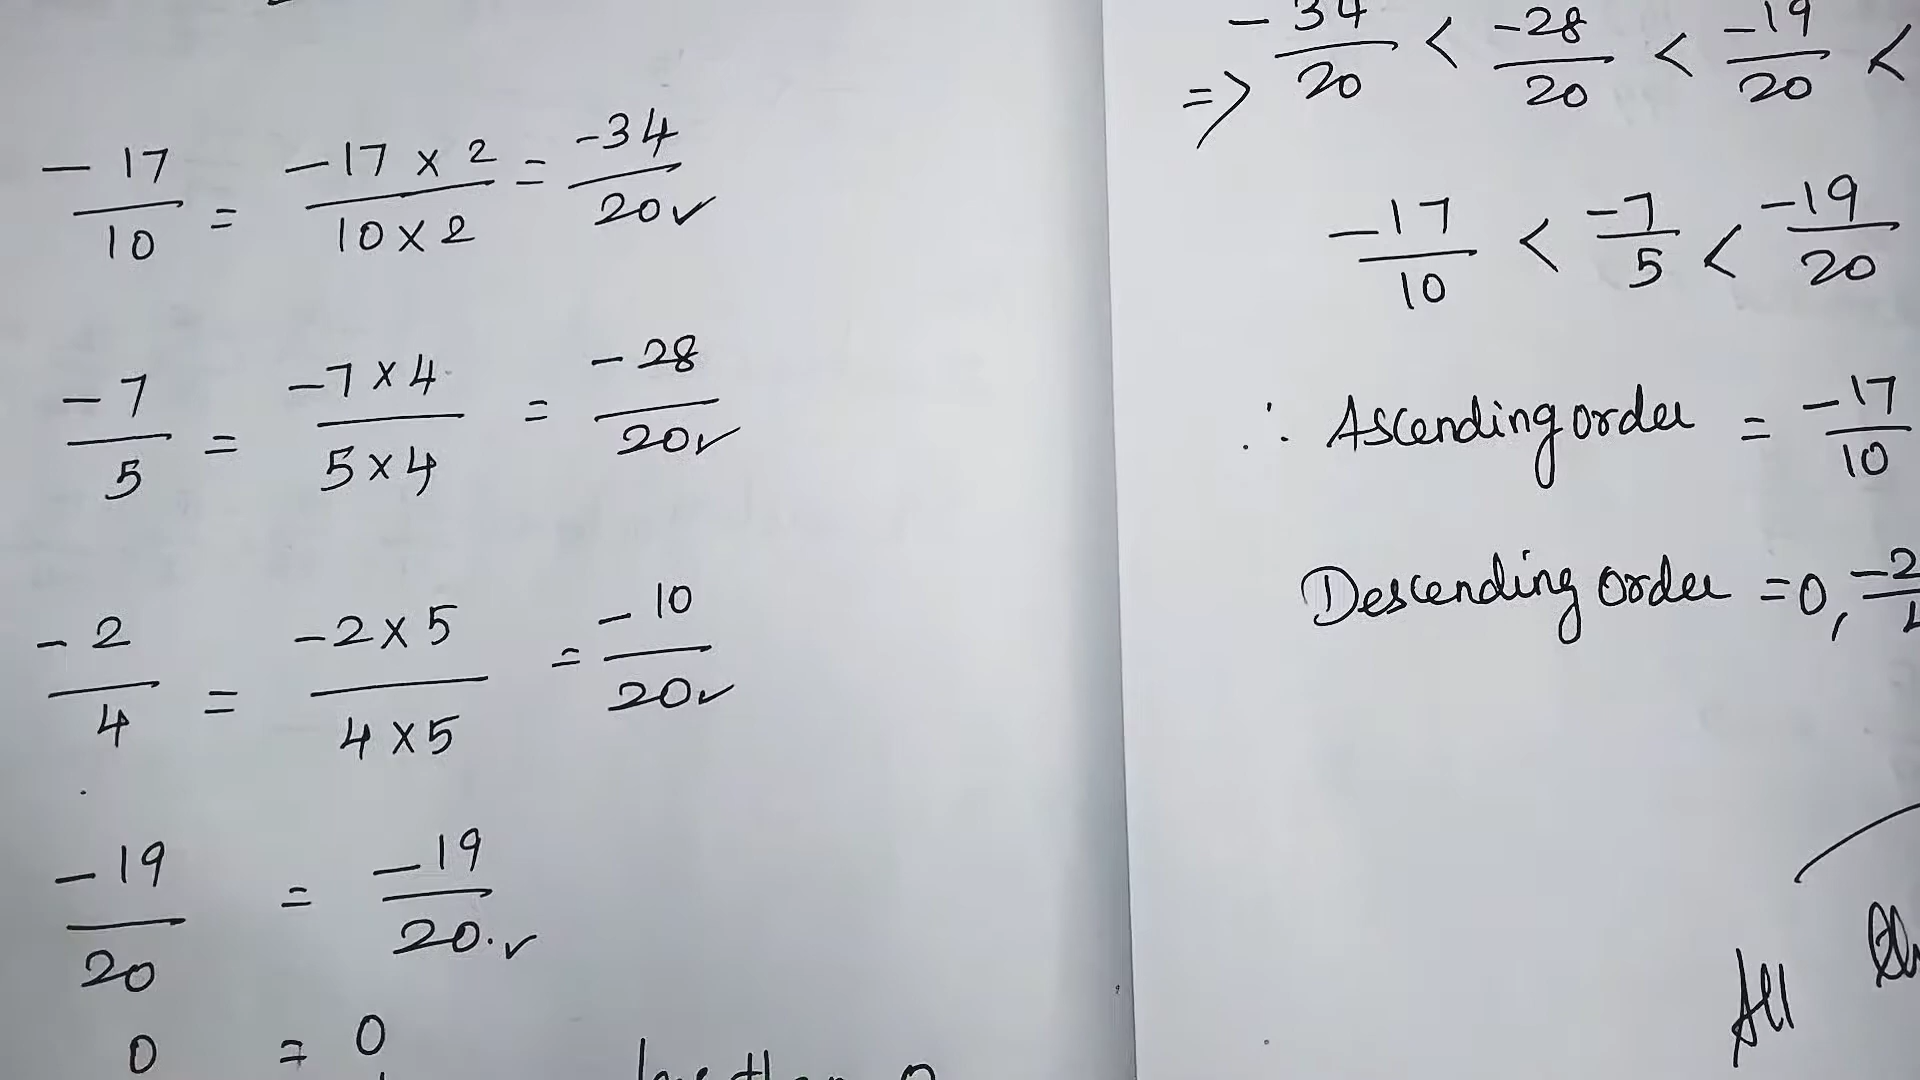 -17/10 = -17 × 2/10 × 2 = -34/20 ✓
-7/5 = -7 × 4/5 × 4 = -28/20 ✓
-2/4 = -2 × 5/4 × 5 = -10/20 ✓
-19/20 = -19/20. ✓
0 = 0
=> -34/20 < -28/20 < -19/20 <
-17/10 < -7/5 < -19/20
∴ Ascending order = -17/10
Descending order = 0, -2/4
All